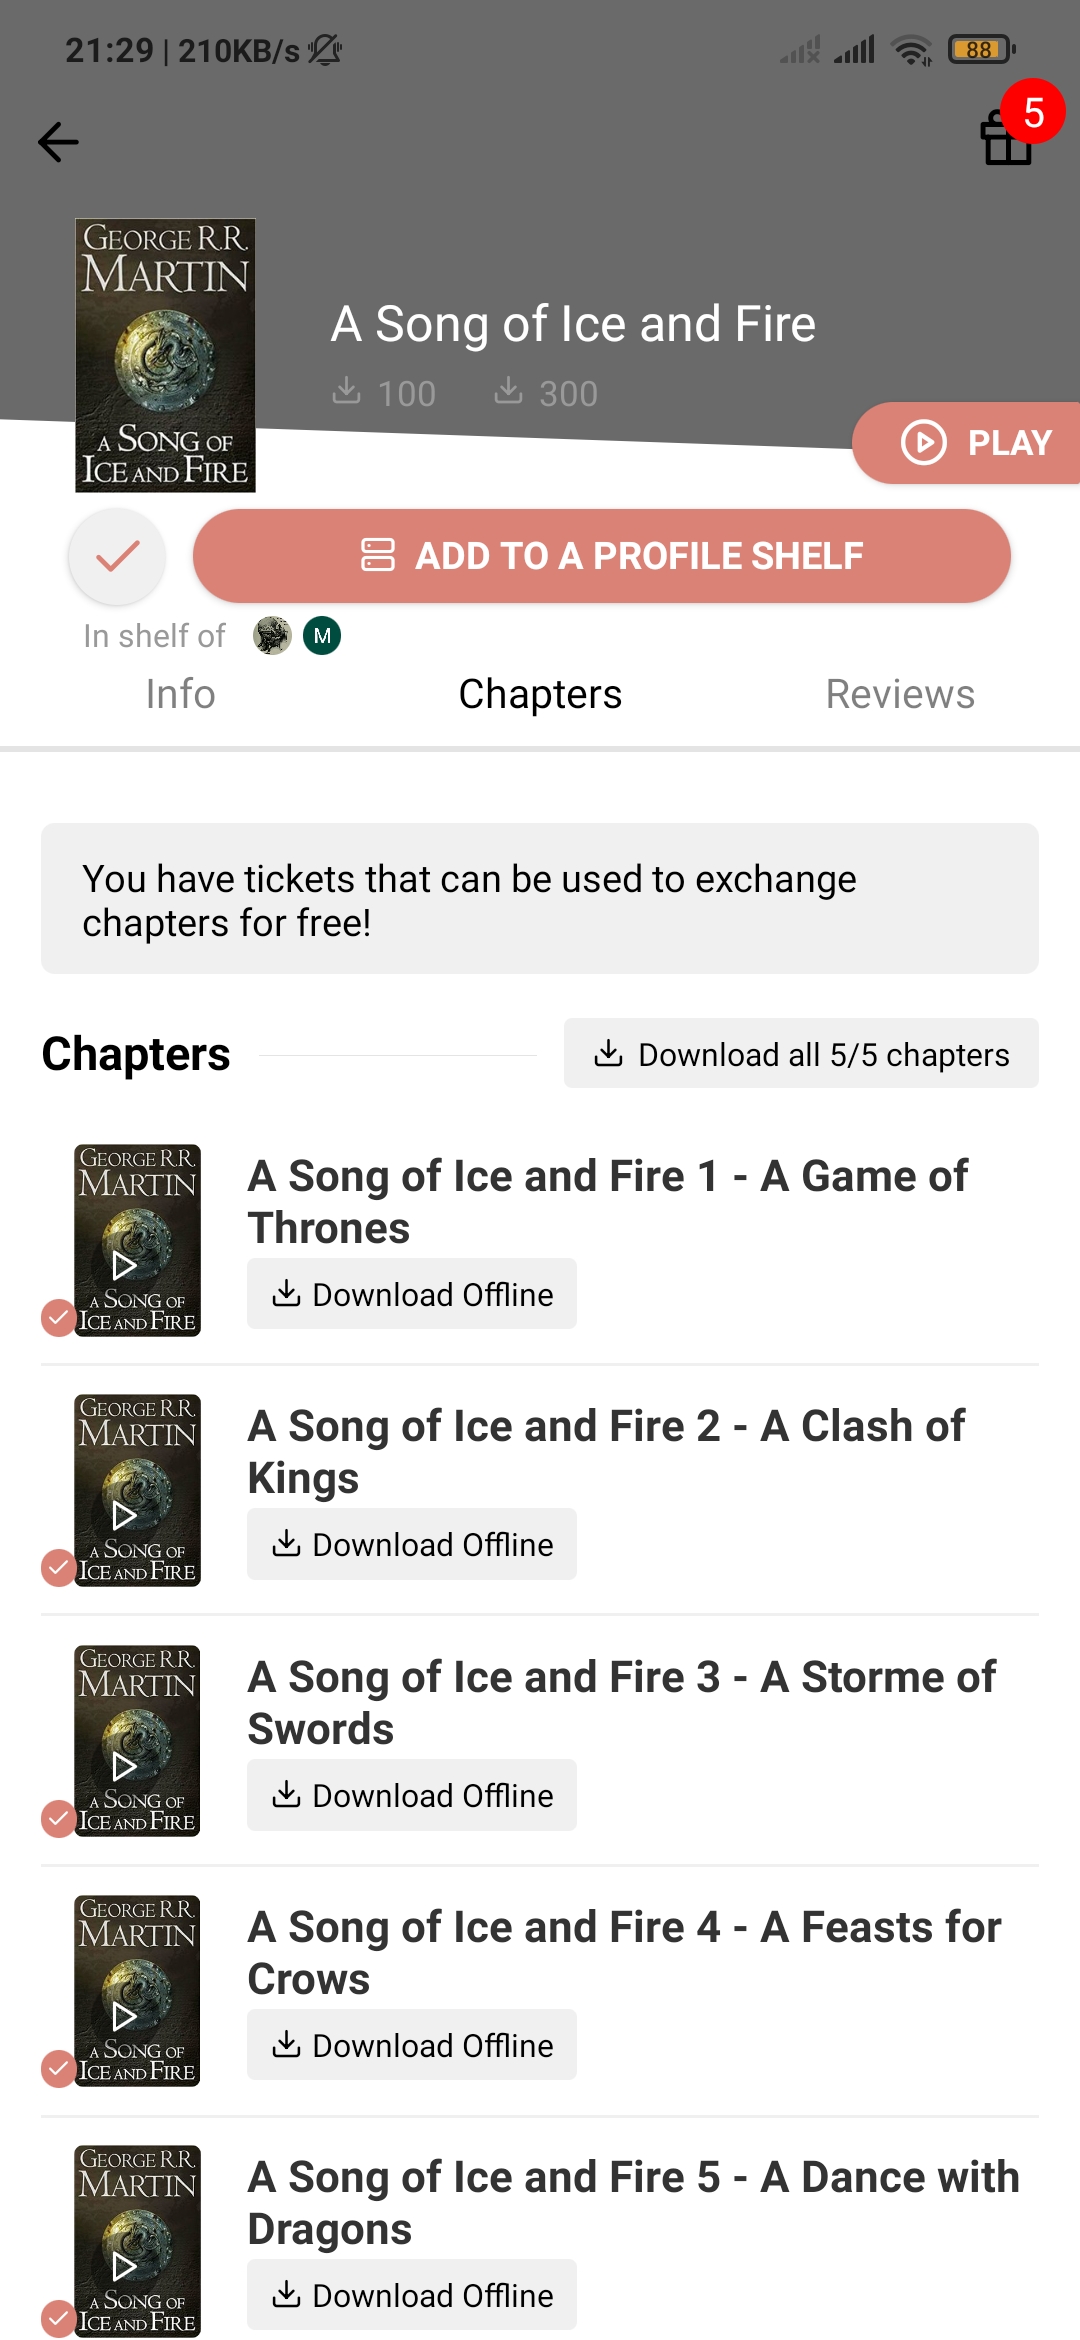 21:29 | 210KB/s
88
5
GEORGE R.R.
MARTIN
A SONG OF
ICE AND FIRE
A Song of Ice and Fire
100 300
PLAY
ADD TO A PROFILE SHELF
In shelf of M
Info Chapters Reviews
You have tickets that can be used to exchange
chapters for free!
Chapters Download all 5/5 chapters
GEORGE R.R.
MARTIN
A SONG OF
ICE AND FIRE
A Song of Ice and Fire 1 - A Game of
Thrones
Download Offline
GEORGE R.R.
MARTIN
A SONG OF
ICE AND FIRE
A Song of Ice and Fire 2 - A Clash of
Kings
Download Offline
GEORGE R.R.
MARTIN
A SONG OF
ICE AND FIRE
A Song of Ice and Fire 3 - A Storme of
Swords
Download Offline
GEORGE R.R.
MARTIN
A SONG OF
ICE AND FIRE
A Song of Ice and Fire 4 - A Feasts for
Crows
Download Offline
GEORGE R.R.
MARTIN
A SONG OF
ICE AND FIRE
A Song of Ice and Fire 5 - A Dance with
Dragons
Download Offline